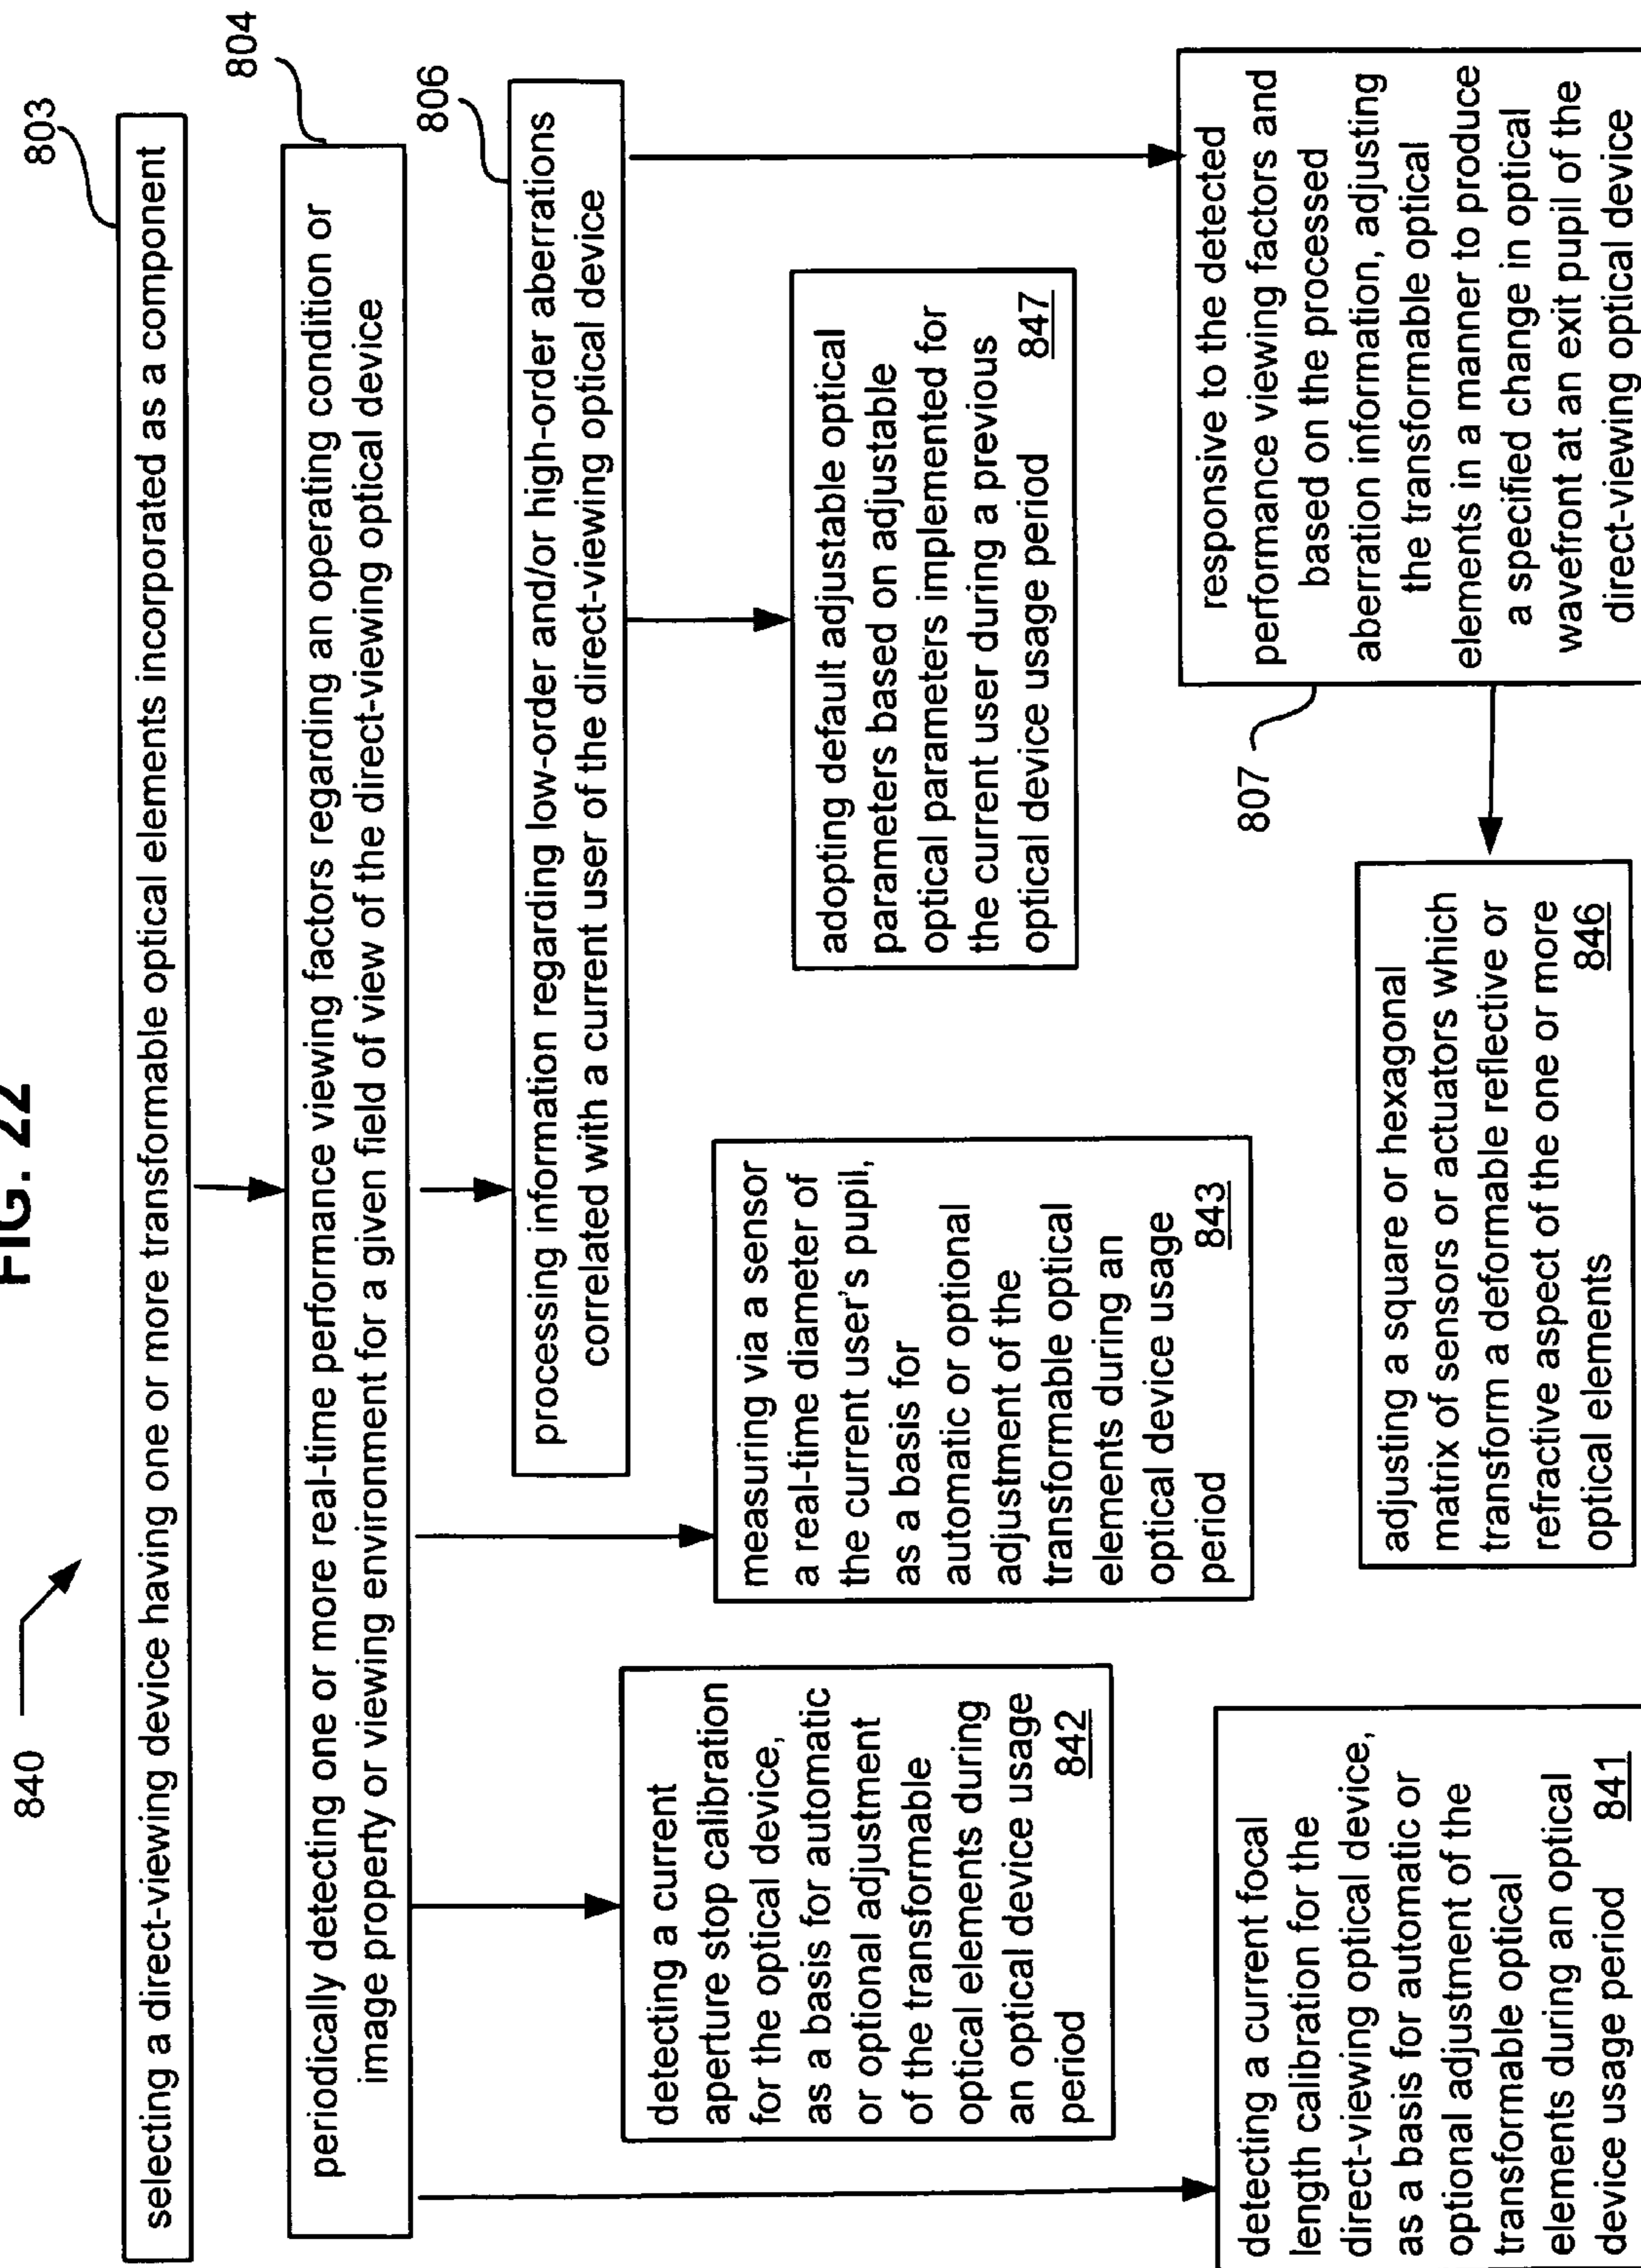 FIG. 22
840
803
selecting a direct-viewing device having one or more transformable optical elements incorporated as a component
804
periodically detecting one or more real-time performance viewing factors regarding an operating condition or
image property or viewing environment for a given field of view of the direct-viewing optical device
806
processing information regarding low-order and/or high-order aberrations
correlated with a current user of the direct-viewing optical device
detecting a current
aperture stop calibration
for the optical device,
as a basis for automatic
or optional adjustment
of the transformable
optical elements during
an optical device usage
period 842
measuring via a sensor
a real-time diameter of
the current user's pupil,
as a basis for
automatic or optional
adjustment of the
transformable optical
elements during an
optical device usage
period 843
adopting default adjustable optical
parameters based on adjustable
optical parameters implemented for
the current user during a previous
optical device usage period 847
detecting a current focal
length calibration for the
direct-viewing optical device,
as a basis for automatic or
optional adjustment of the
transformable optical
elements during an optical
device usage period 841
adjusting a square or hexagonal
matrix of sensors or actuators which
transform a deformable reflective or
refractive aspect of the one or more
optical elements 846
807
responsive to the detected
performance viewing factors and
based on the processed
aberration information, adjusting
the transformable optical
elements in a manner to produce
a specified change in optical
wavefront at an exit pupil of the
direct-viewing optical device